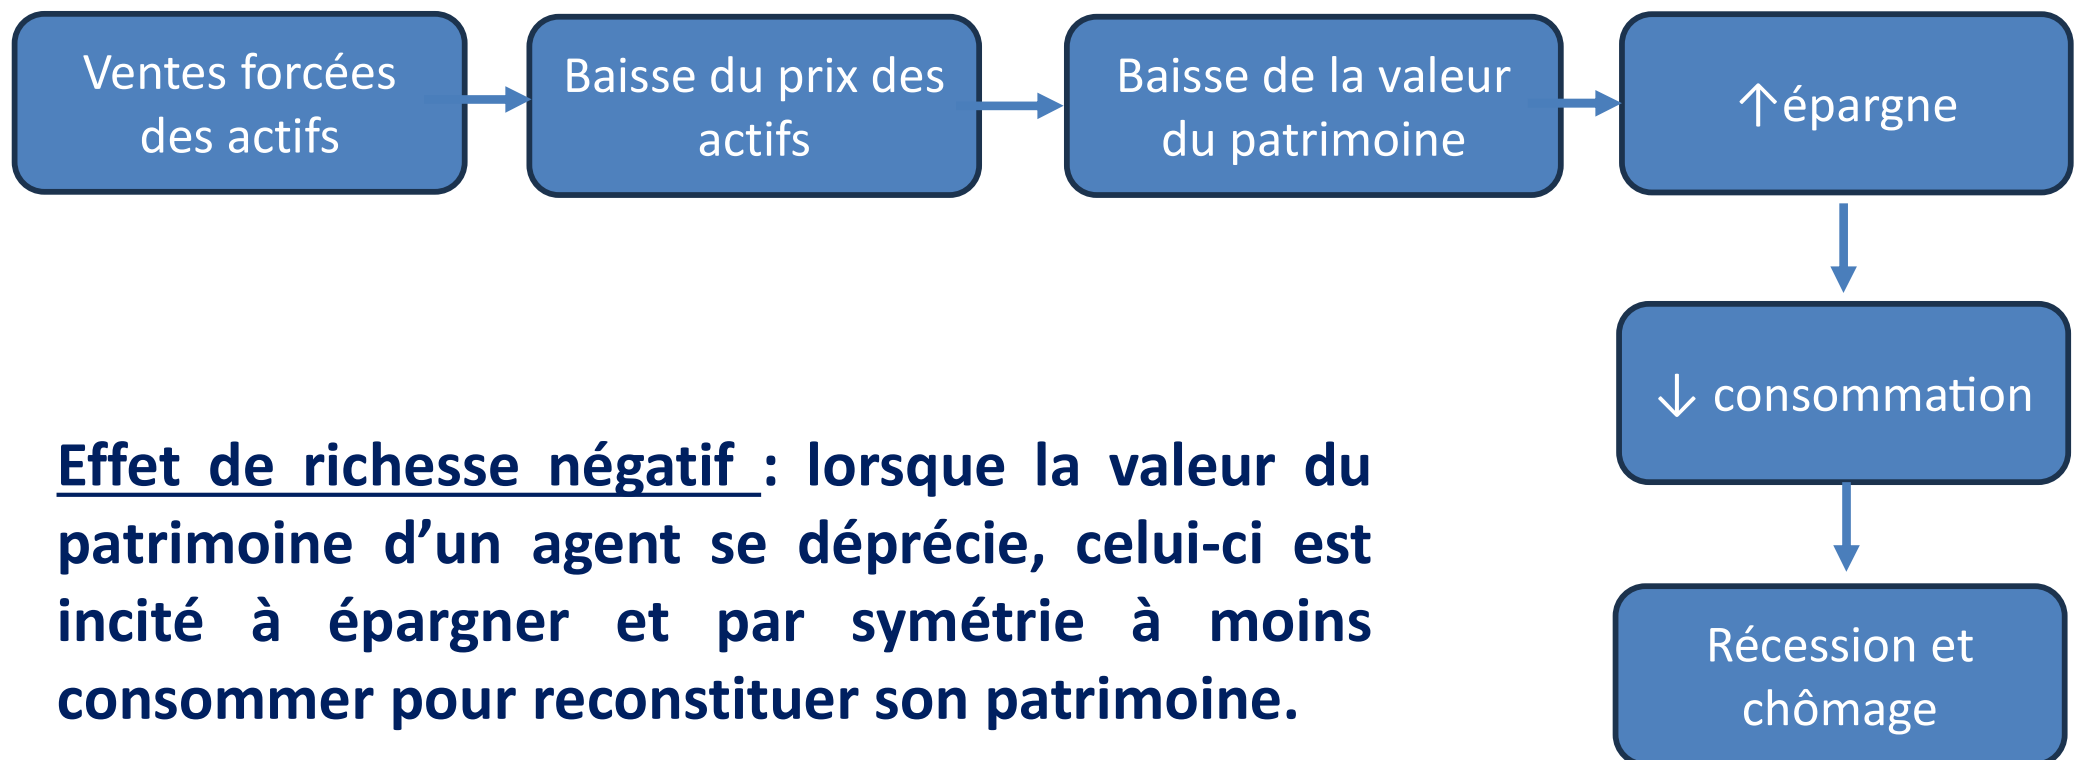 Ventes forcées
des actifs
Baisse du prix des
actifs
Baisse de la valeur
du patrimoine
↑épargne
↓ consommation
Récession et
chômage
Effet de richesse négatif : lorsque la valeur du
patrimoine d’un agent se déprécie, celui-ci est
incité à épargner et par symétrie à moins
consommer pour reconstituer son patrimoine.